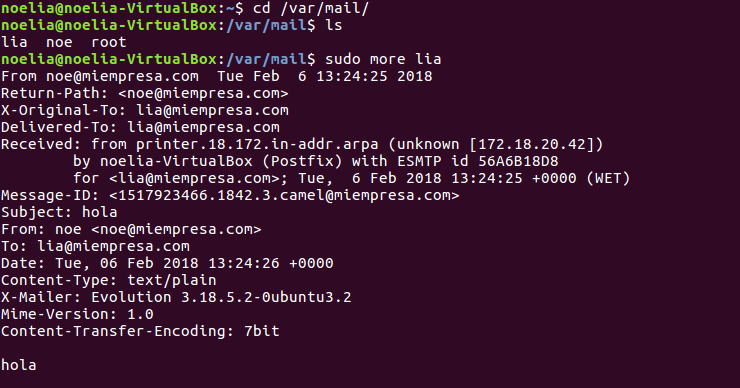 noelia@noelia-VirtualBox:~$ cd /var/mail/
noelia@noelia-VirtualBox:/var/mail$ ls
lia  noe  root
noelia@noelia-VirtualBox:/var/mail$ sudo more lia
From noe@miempresa.com  Tue Feb  6 13:24:25 2018
Return-Path: <noe@miempresa.com>
X-Original-To: lia@miempresa.com
Delivered-To: lia@miempresa.com
Received: from printer.18.172.in-addr.arpa (unknown [172.18.20.42])
        by noelia-VirtualBox (Postfix) with ESMTP id 56A6B18D8
        for <lia@miempresa.com>; Tue,  6 Feb 2018 13:24:25 +0000 (WET)
Message-ID: <1517923466.1842.3.camel@miempresa.com>
Subject: hola
From: noe <noe@miempresa.com>
To: lia@miempresa.com
Date: Tue, 06 Feb 2018 13:24:26 +0000
Content-Type: text/plain
X-Mailer: Evolution 3.18.5.2-0ubuntu3.2
Mime-Version: 1.0
Content-Transfer-Encoding: 7bit

hola